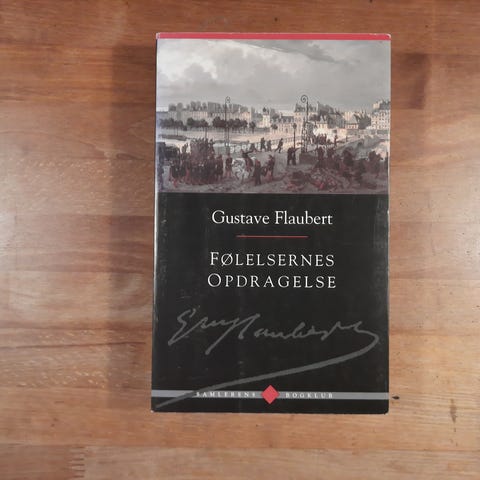 Gustave Flaubert
FØLELSERNES
OPDRAGELSE
SAMLERENS BOGKLUB